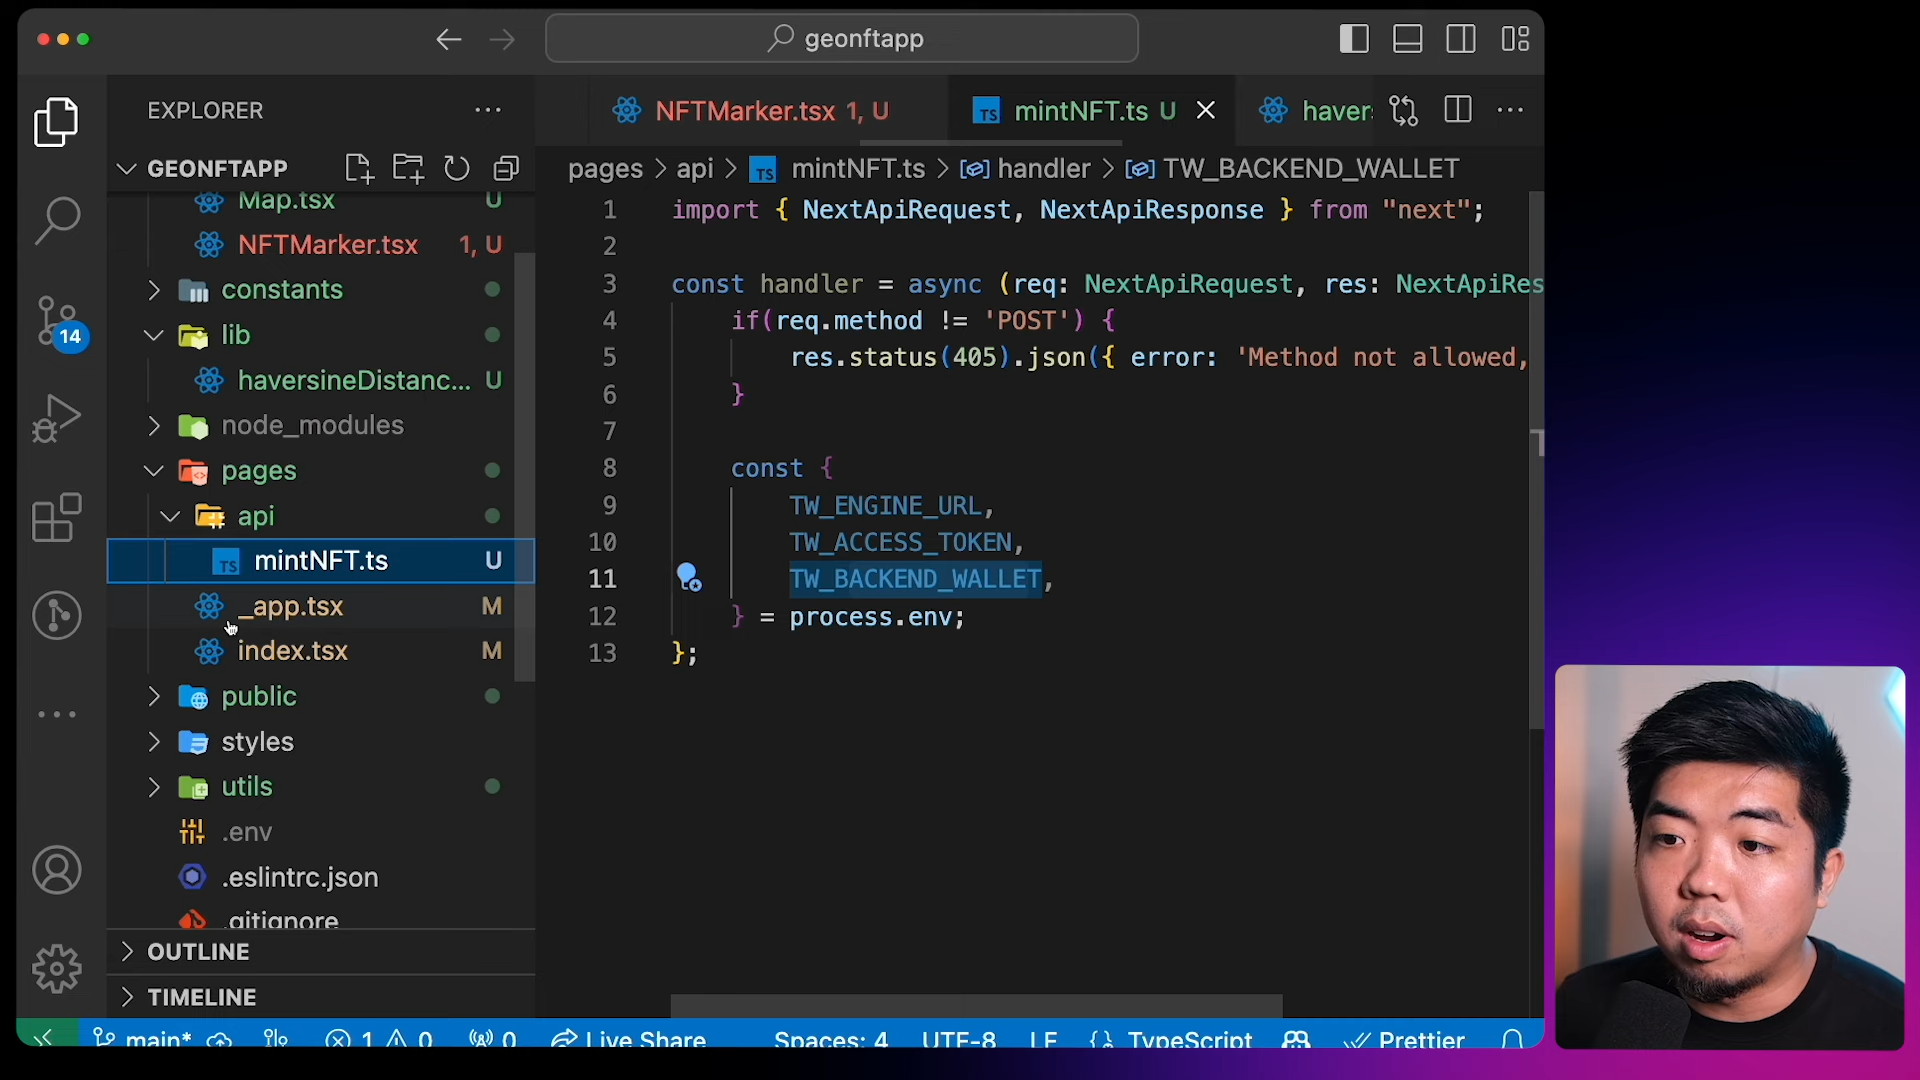 geonftapp
EXPLORER
GEONFTAPP
Map.tsx U
NFTMarker.tsx 1, U
constants
lib
haversineDistanc... U
node_modules
pages
api
mintNFT.ts U
_app.tsx M
index.tsx M
public
styles
utils
.env
.eslintrc.json
.gitignore
OUTLINE
TIMELINE
14
NFTMarker.tsx 1, U
TS mintNFT.ts U
haver
pages > api > TS mintNFT.ts > handler > TW_BACKEND_WALLET
1 import { NextApiRequest, NextApiResponse } from "next";
2
3 const handler = async (req: NextApiRequest, res: NextApiRes
4 if(req.method != 'POST') {
5 res.status(405).json({ error: 'Method not allowed,
6 }
7
8 const {
9 TW_ENGINE_URL,
10 TW_ACCESS_TOKEN,
11 TW_BACKEND_WALLET,
12 } = process.env;
13 };
main* 1 0 0 Live Share Spaces: 4 UTF-8 LF {} TypeScript Prettier